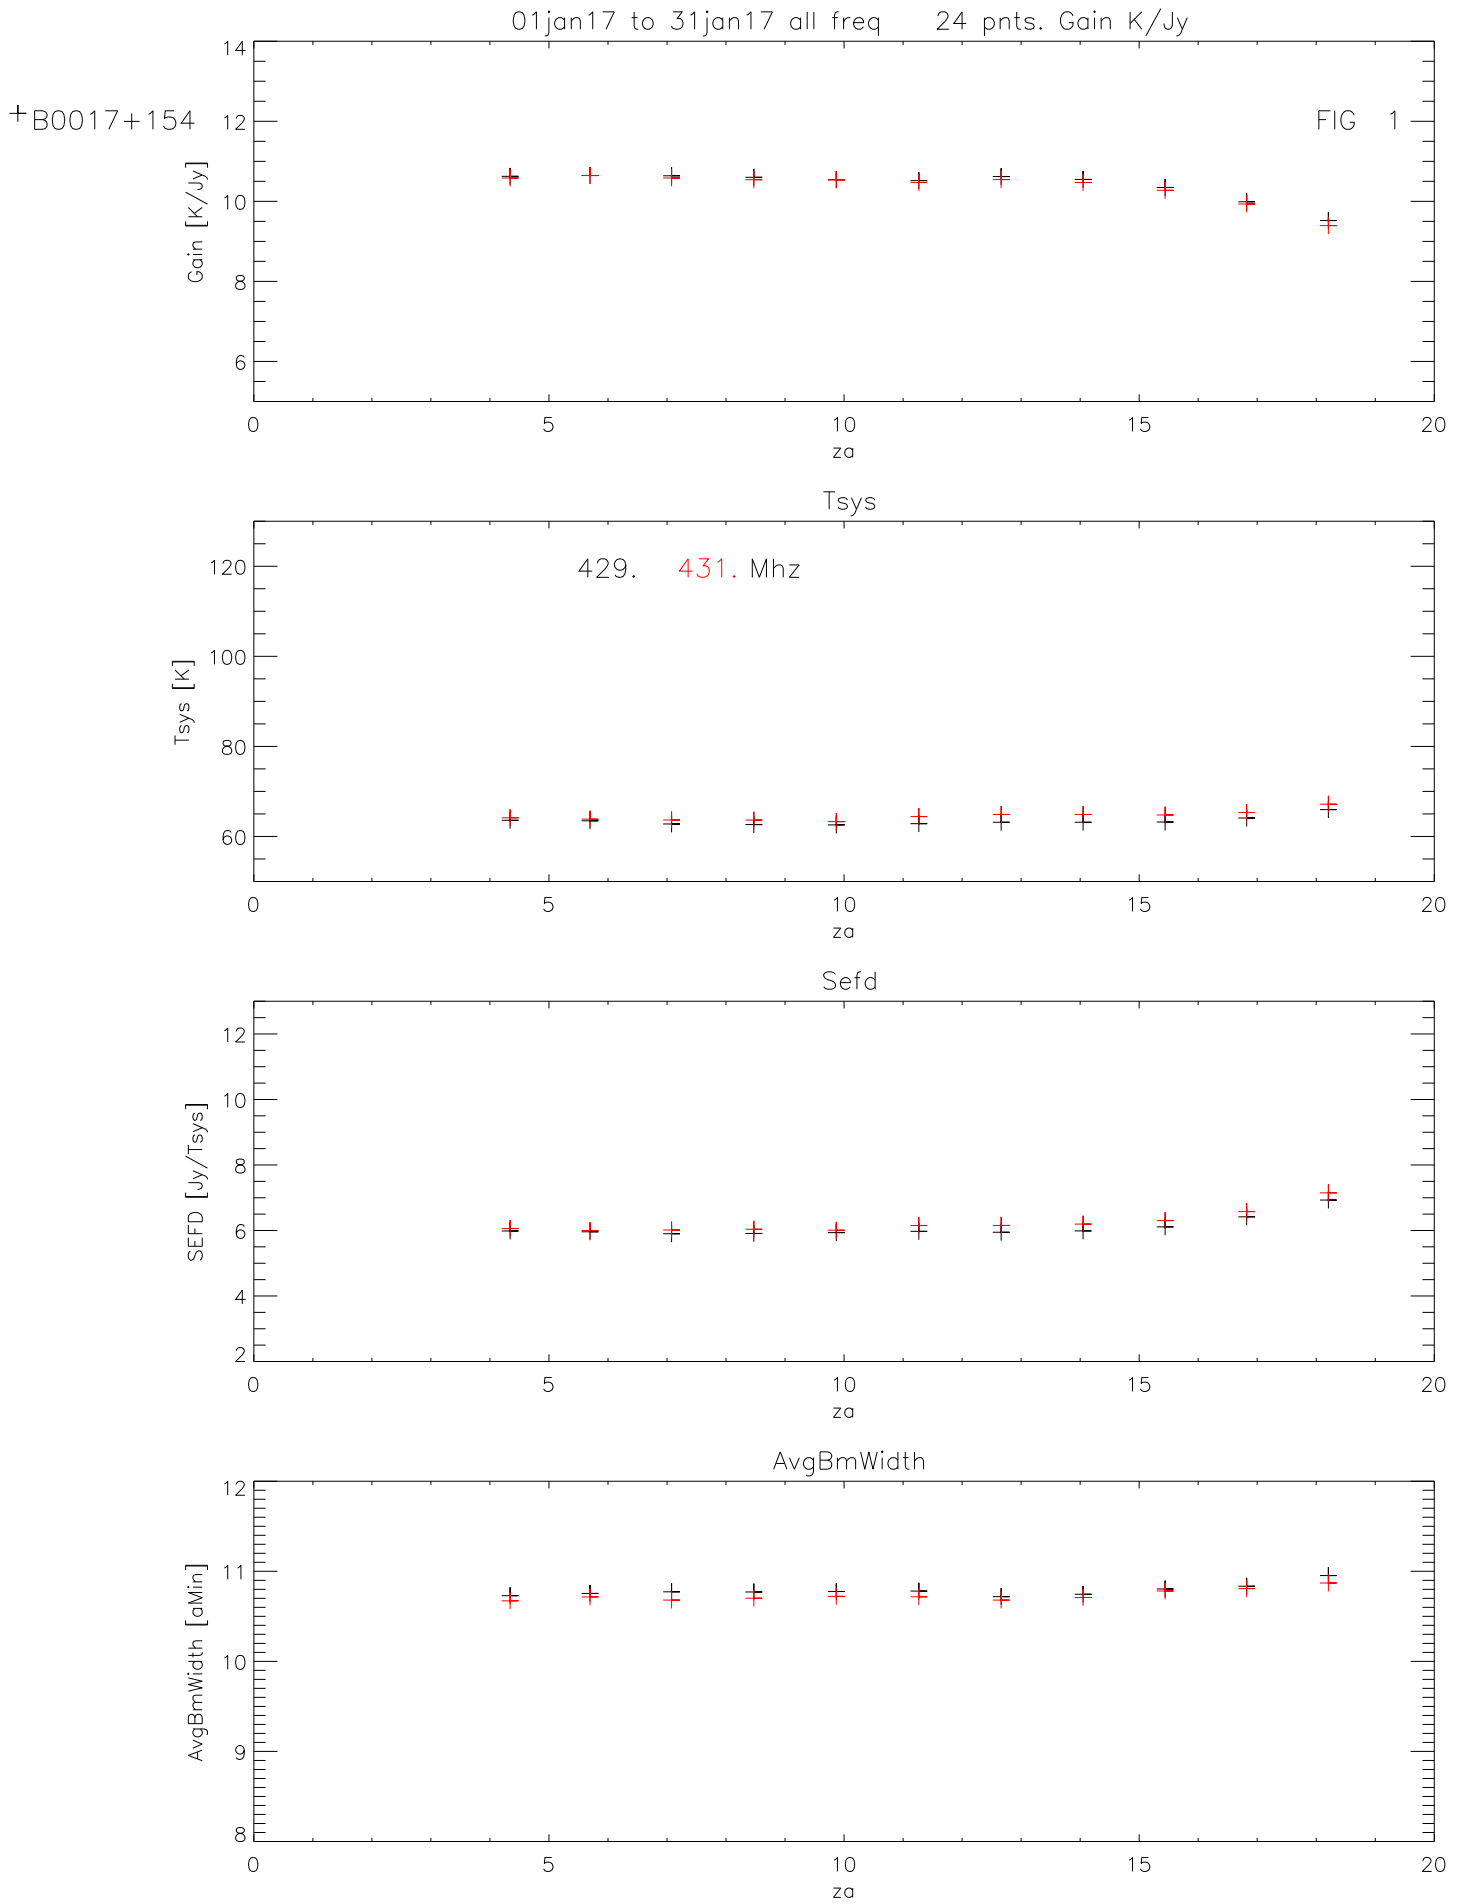 01jan17 to 31jan17 all freq 24 pnts. Gain K/Jy
+B0017+154
FIG 1
Gain [K/Jy]
14
12
10
8
6
0 5 10 15 20
za
Tsys
429. 431. Mhz
Tsys [K]
120
100
80
60
0 5 10 15 20
za
Sefd
SEFD [Jy/Tsys]
12
10
8
6
4
2
0 5 10 15 20
za
AvgBmWidth
AvgBmWidth [aMin]
12
11
10
9
8
0 5 10 15 20
za